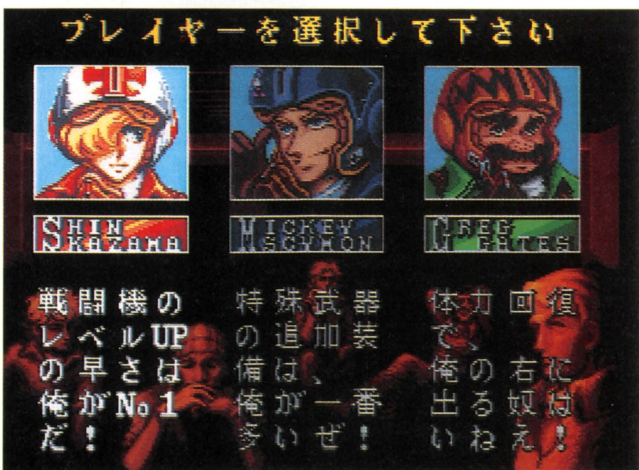 プレイヤーを選択して下さい
SHIN KAZAMA
MICKEY SCYMON
GREG GATES
戦闘機の
レベルUP
の早さは
俺がNo1
だ！
特殊武器
の追加装
備は、
俺が一番
多いぜ！
体力回復
で、
俺の右に
出る奴は
いねえ！